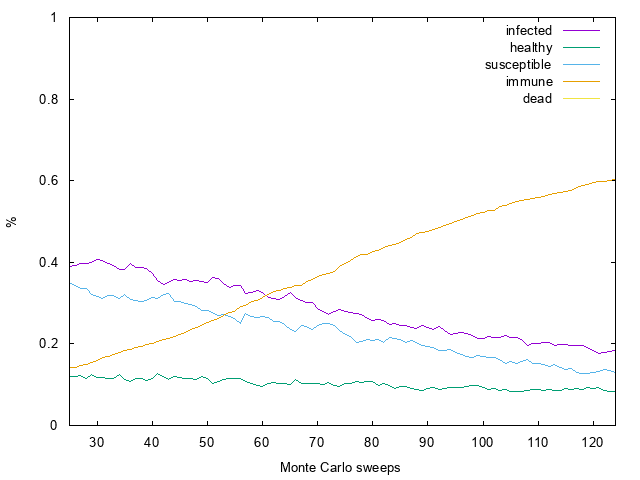 1
0.8
0.6
0.4
0.2
0
%
30 40 50 60 70 80 90 100 110 120
Monte Carlo sweeps
infected
healthy
susceptible
immune
dead